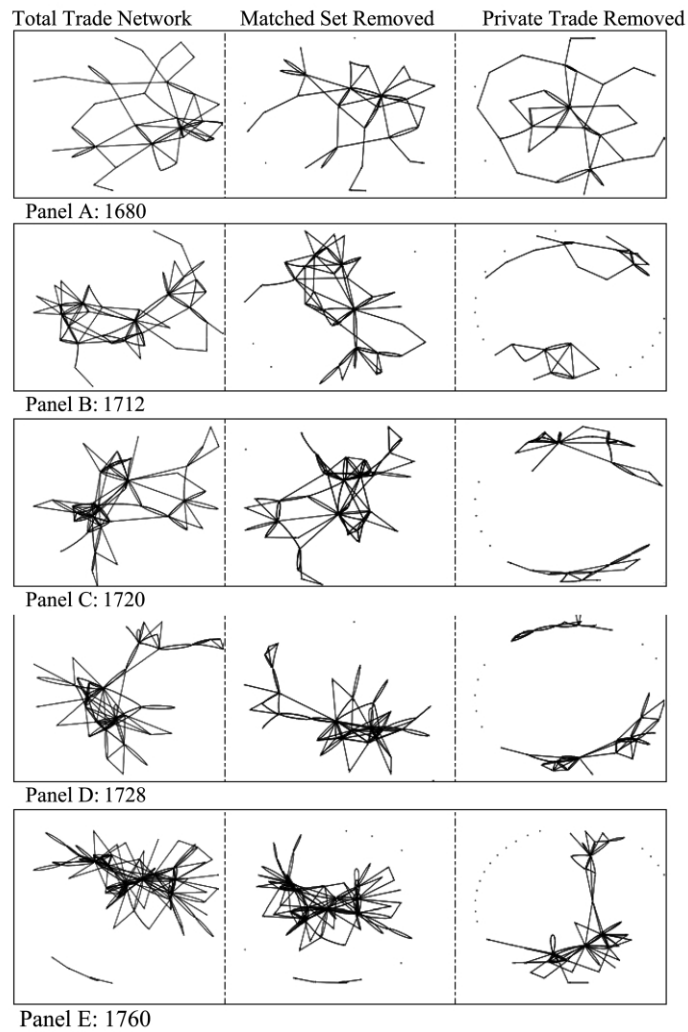 Total Trade Network Matched Set Removed Private Trade Removed
Panel A: 1680
Panel B: 1712
Panel C: 1720
Panel D: 1728
Panel E: 1760